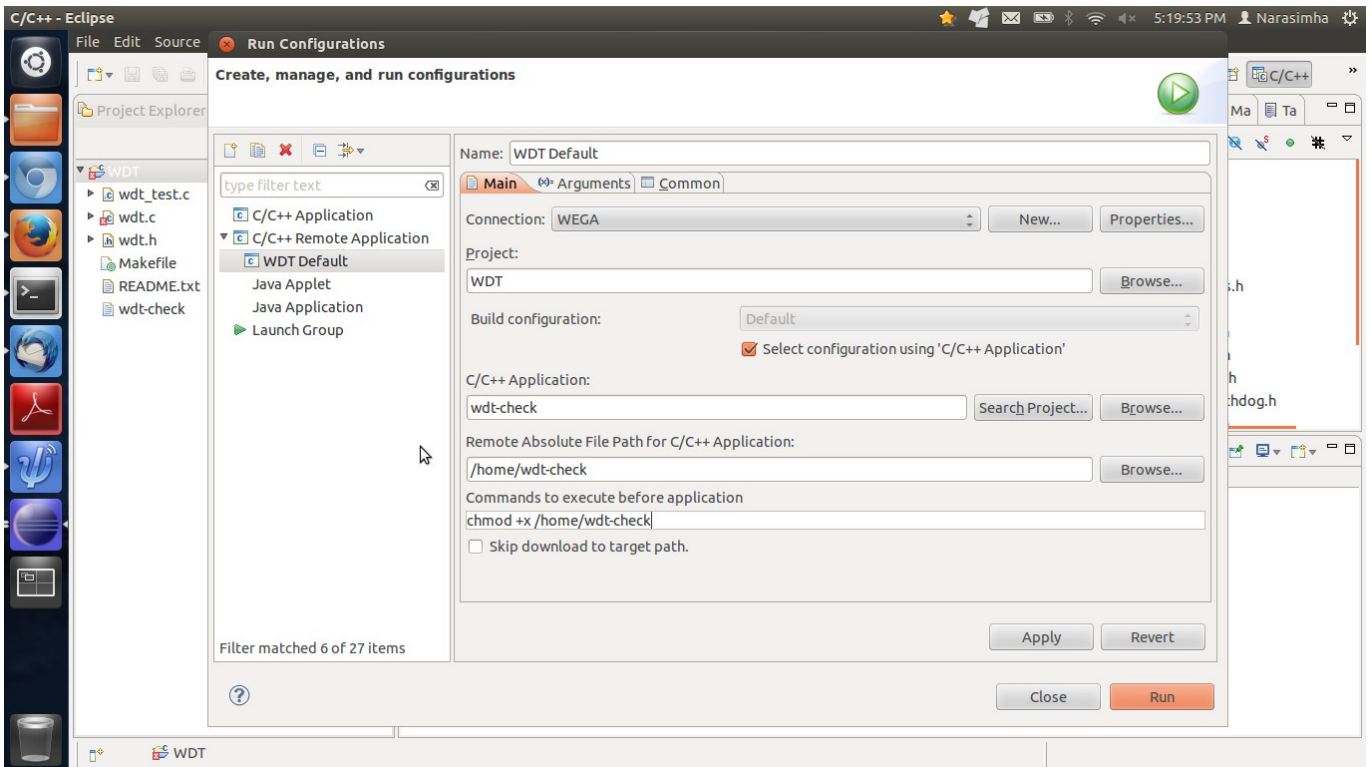 C/C++ - Eclipse
5:19:53 PM Narasimha
File Edit Source
Run Configurations
Create, manage, and run configurations
C/C++
»
Project Explorer
Ma
Ta
type filter text
Name: WDT Default
Main
Arguments
Common
Connection: WEGA
New...
Properties...
Project:
WDT
Browse...
Build configuration:
Default
Select configuration using 'C/C++ Application'
C/C++ Application:
wdt-check
Search Project...
Browse...
Remote Absolute File Path for C/C++ Application:
/home/wdt-check
Browse...
Commands to execute before application
chmod +x /home/wdt-check
Skip download to target path.
WDT
wdt_test.c
wdt.c
wdt.h
Makefile
README.txt
wdt-check
C/C++ Application
C/C++ Remote Application
WDT Default
Java Applet
Java Application
Launch Group
Filter matched 6 of 27 items
s.h
h
hdog.h
Apply
Revert
?
Close
Run
WDT